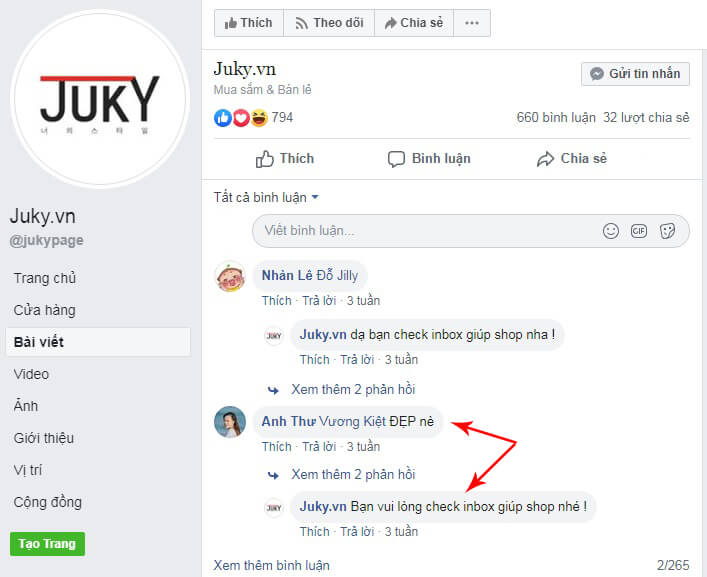 JUKY
너희스타일
Juky.vn
@jukypage
Trang chủ
Cửa hàng
Bài viết
Video
Ảnh
Giới thiệu
Vị trí
Cộng đồng
Tạo Trang
Thích Theo dõi Chia sẻ ...
Juky.vn
Mua sắm & Bán lẻ
Gửi tin nhắn
794 660 bình luận 32 lượt chia sẻ
Thích Bình luận Chia sẻ
Tất cả bình luận
Viết bình luận... GIF
Nhân Lê Đỗ Jilly
Thích · Trả lời · 3 tuần
JUKY Juky.vn dạ bạn check inbox giúp shop nha !
Thích · Trả lời · 3 tuần
Xem thêm 2 phản hồi
Anh Thư Vương Kiệt ĐẸP nè
Thích · Trả lời · 3 tuần
Xem thêm 2 phản hồi
JUKY Juky.vn Bạn vui lòng check inbox giúp shop nhé !
Thích · Trả lời · 3 tuần
Xem thêm bình luận 2/265